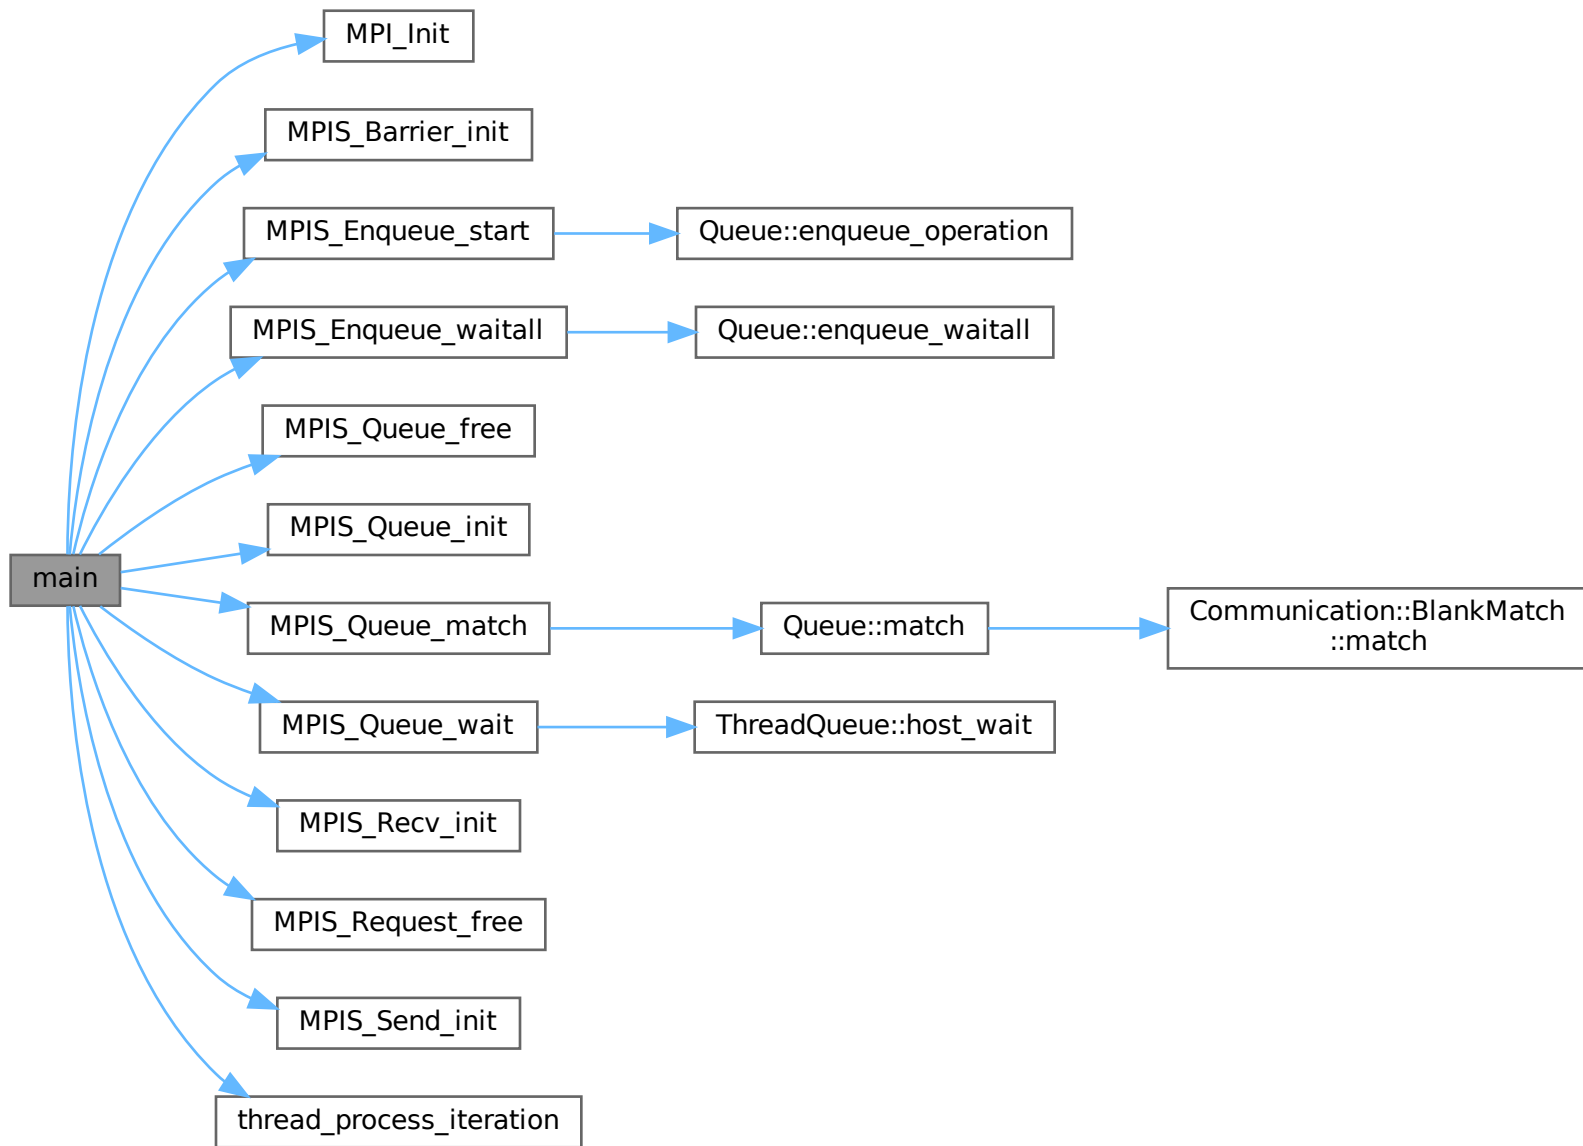 MPI_Init
MPIS_Barrier_init
MPIS_Enqueue_start
Queue::enqueue_operation
MPIS_Enqueue_waitall
Queue::enqueue_waitall
MPIS_Queue_free
MPIS_Queue_init
main
MPIS_Queue_match
Queue::match
Communication::BlankMatch
::match
MPIS_Queue_wait
ThreadQueue::host_wait
MPIS_Recv_init
MPIS_Request_free
MPIS_Send_init
thread_process_iteration